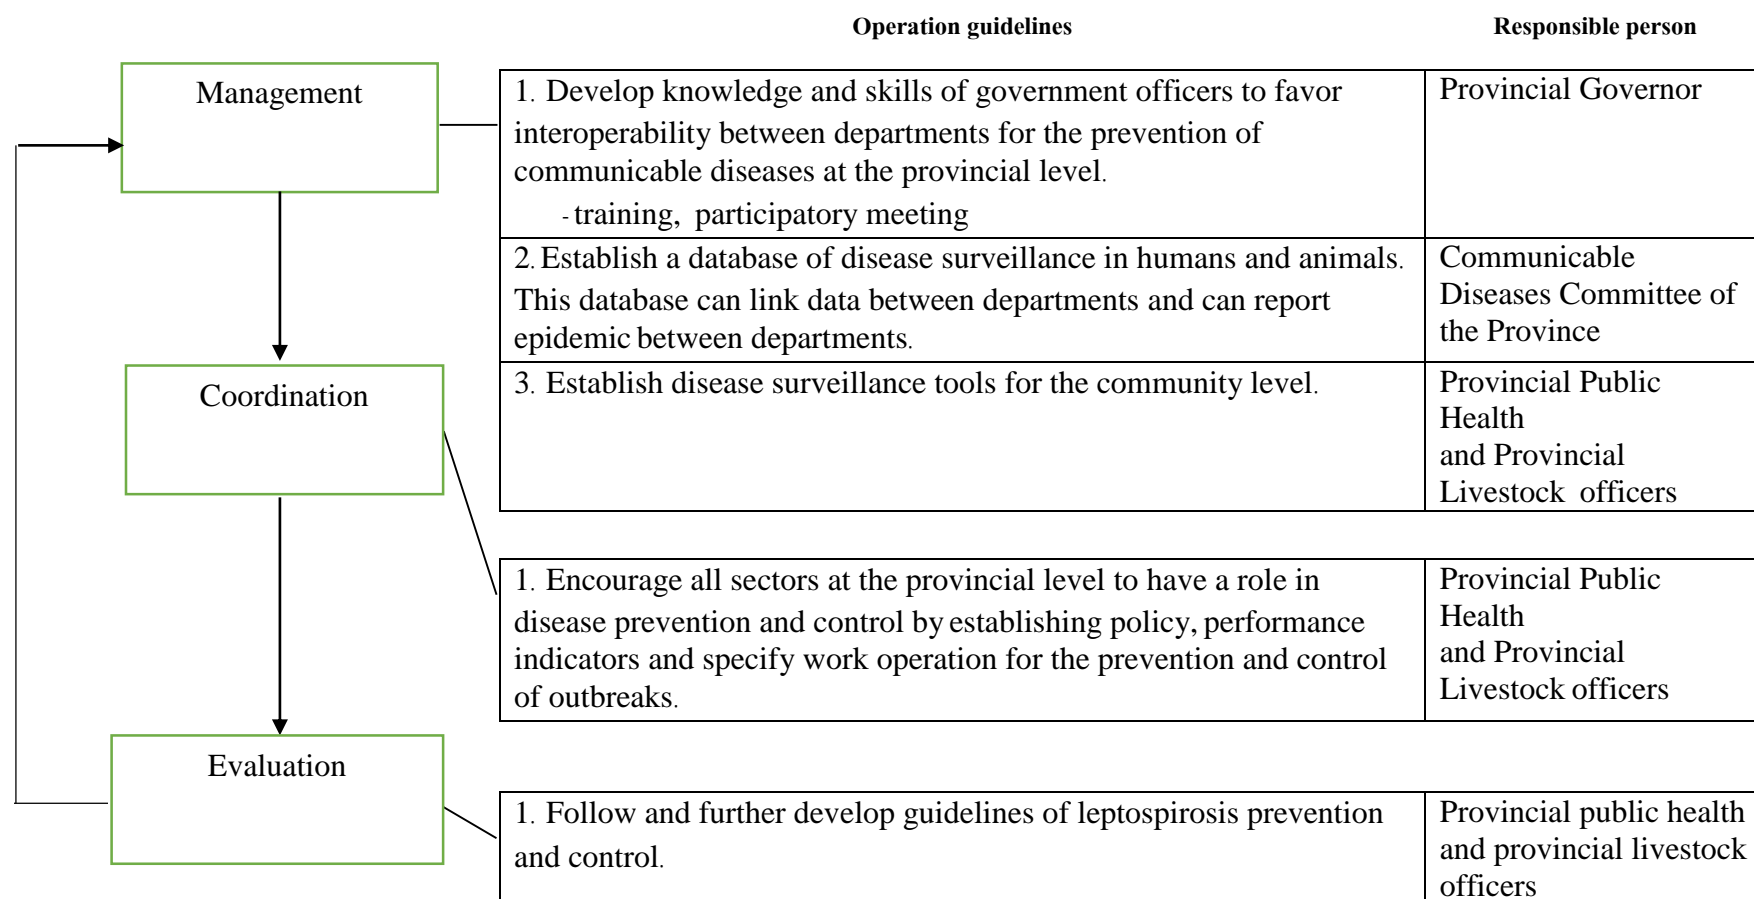 Operation guidelines
Responsible person
Management
1. Develop knowledge and skills of government officers to favor
interoperability between departments for the prevention of
communicable diseases at the provincial level.
- training, participatory meeting
Provincial Governor
2. Establish a database of disease surveillance in humans and animals.
This database can link data between departments and can report
epidemic between departments.
Communicable
Diseases Committee of
the Province
Coordination
3. Establish disease surveillance tools for the community level.
Provincial Public
Health
and Provincial
Livestock officers
1. Encourage all sectors at the provincial level to have a role in
disease prevention and control by establishing policy, performance
indicators and specify work operation for the prevention and control
of outbreaks.
Provincial Public
Health
and Provincial
Livestock officers
Evaluation
1. Follow and further develop guidelines of leptospirosis prevention
and control.
Provincial public health
and provincial livestock
officers